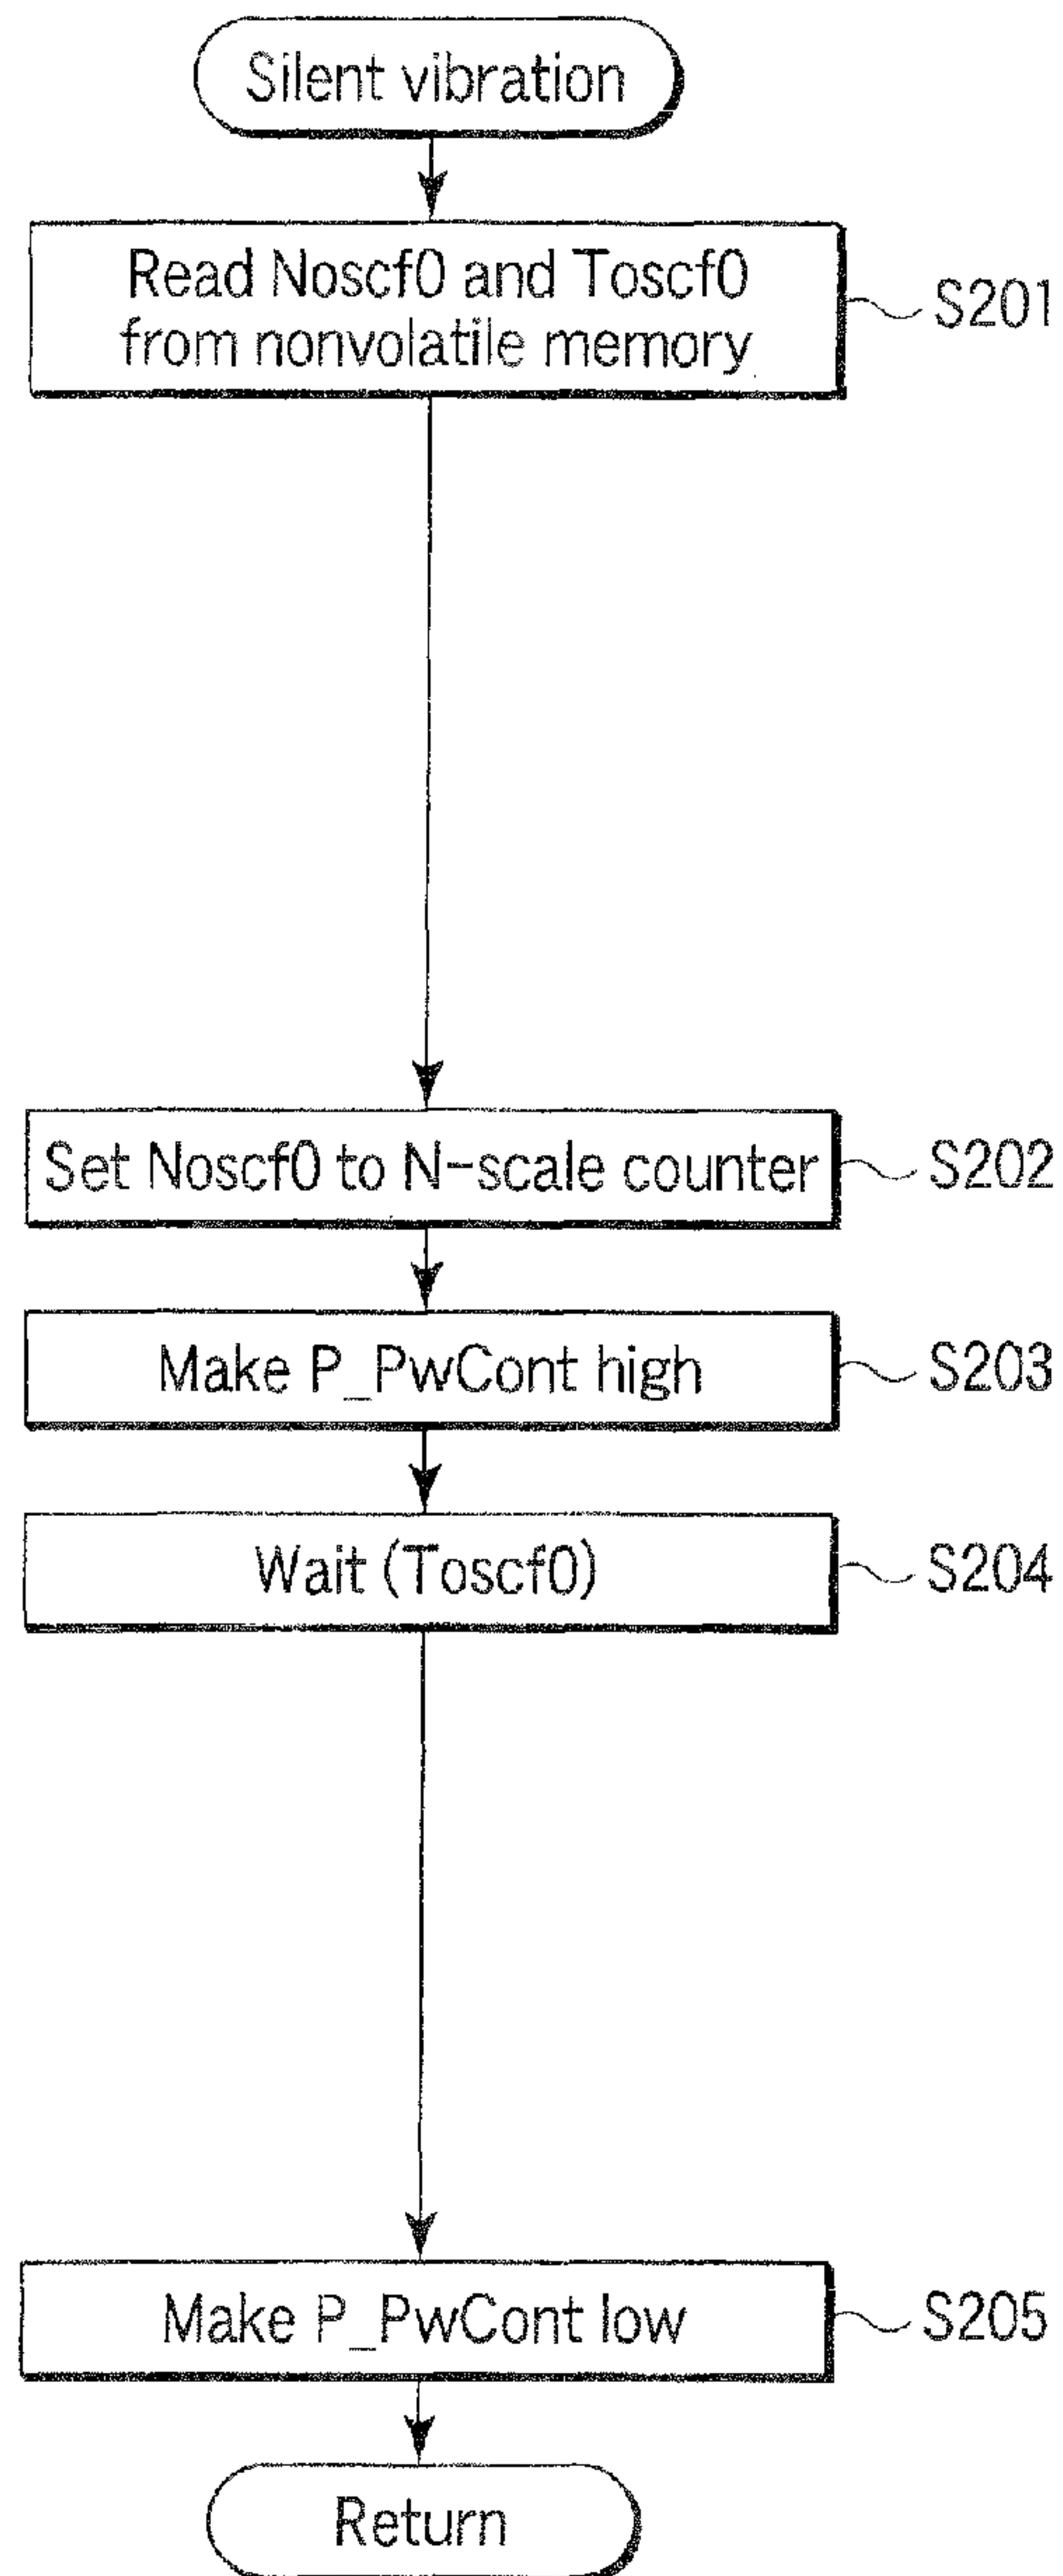 Silent vibration
Read Noscf0 and Toscf0
from nonvolatile memory
S201
Set Noscf0 to N-scale counter
S202
Make P_PwCont high
S203
Wait (Toscf0)
S204
Make P_PwCont low
S205
Return